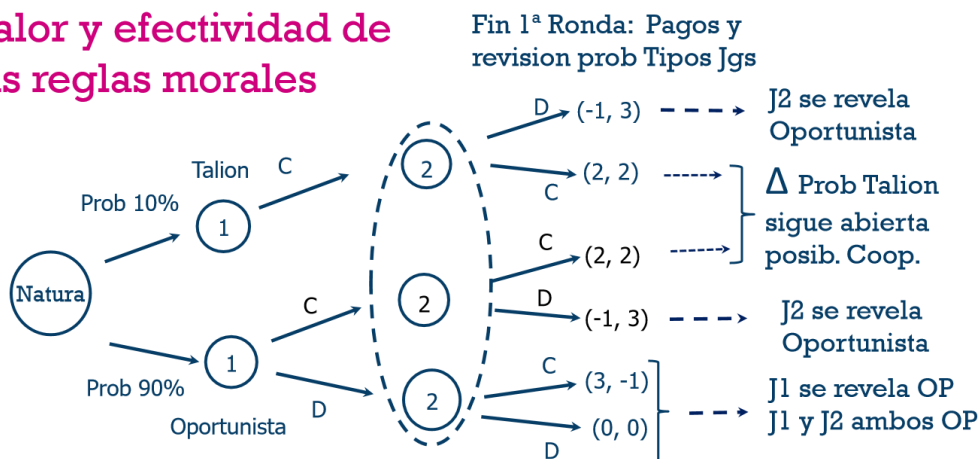 alor y efectividad de
s reglas morales
Fin 1ª Ronda: Pagos y
revision prob Tipos Jgs
D (-1, 3)
J2 se revela
Oportunista
Talion C
2
C (2, 2)
Δ Prob Talion
sigue abierta
posib. Coop.
Prob 10%
1
C (2, 2)
Natura
C
2
D (-1, 3)
J2 se revela
Oportunista
1
Prob 90%
Oportunista
D
2
C (3, -1)
D (0, 0)
J1 se revela OP
J1 y J2 ambos OP